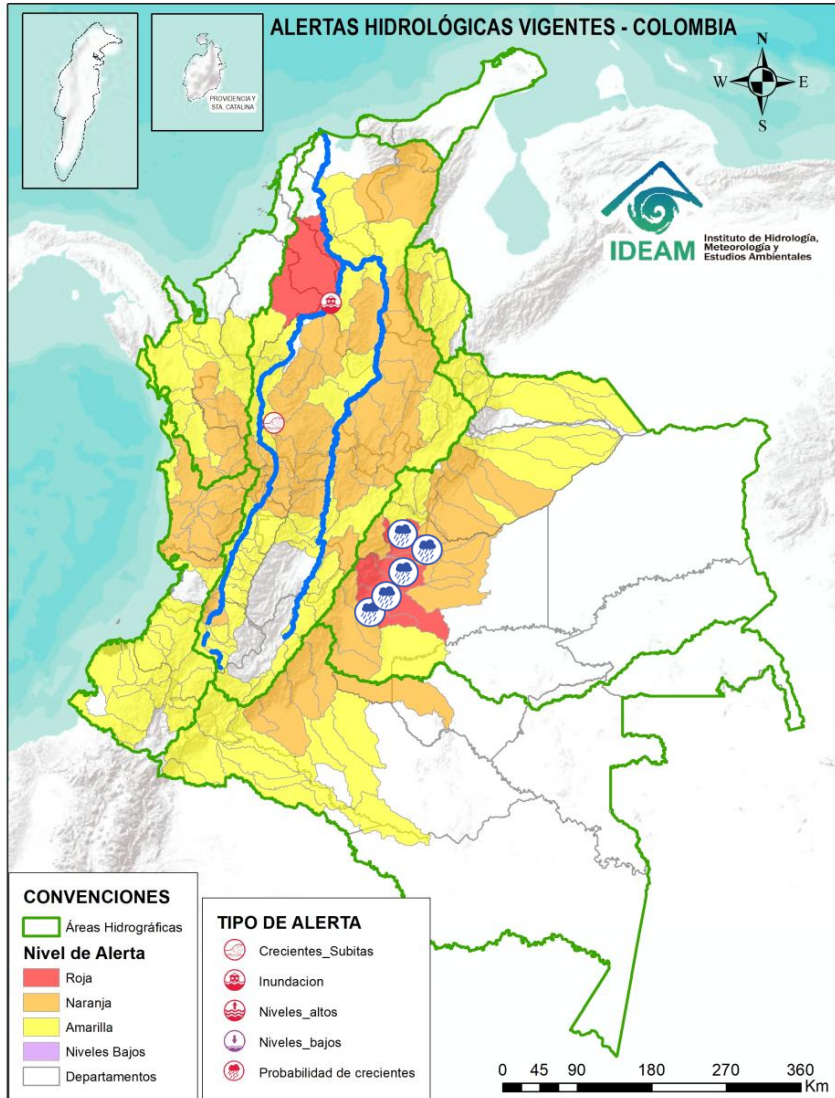 ALERTAS HIDROLÓGICAS VIGENTES - COLOMBIA
PROVIDENCIA Y
STA. CATALINA
N
W
E
S
IDEAM
Instituto de Hidrología,
Meteorología y
Estudios Ambientales
CONVENCIONES
Áreas Hidrográficas
Nivel de Alerta
Roja
Naranja
Amarilla
Niveles Bajos
Departamentos
TIPO DE ALERTA
Crecientes_Subitas
Inundacion
Niveles_altos
Niveles_bajos
Probabilidad de crecientes
0 45 90 180 270 360
Km